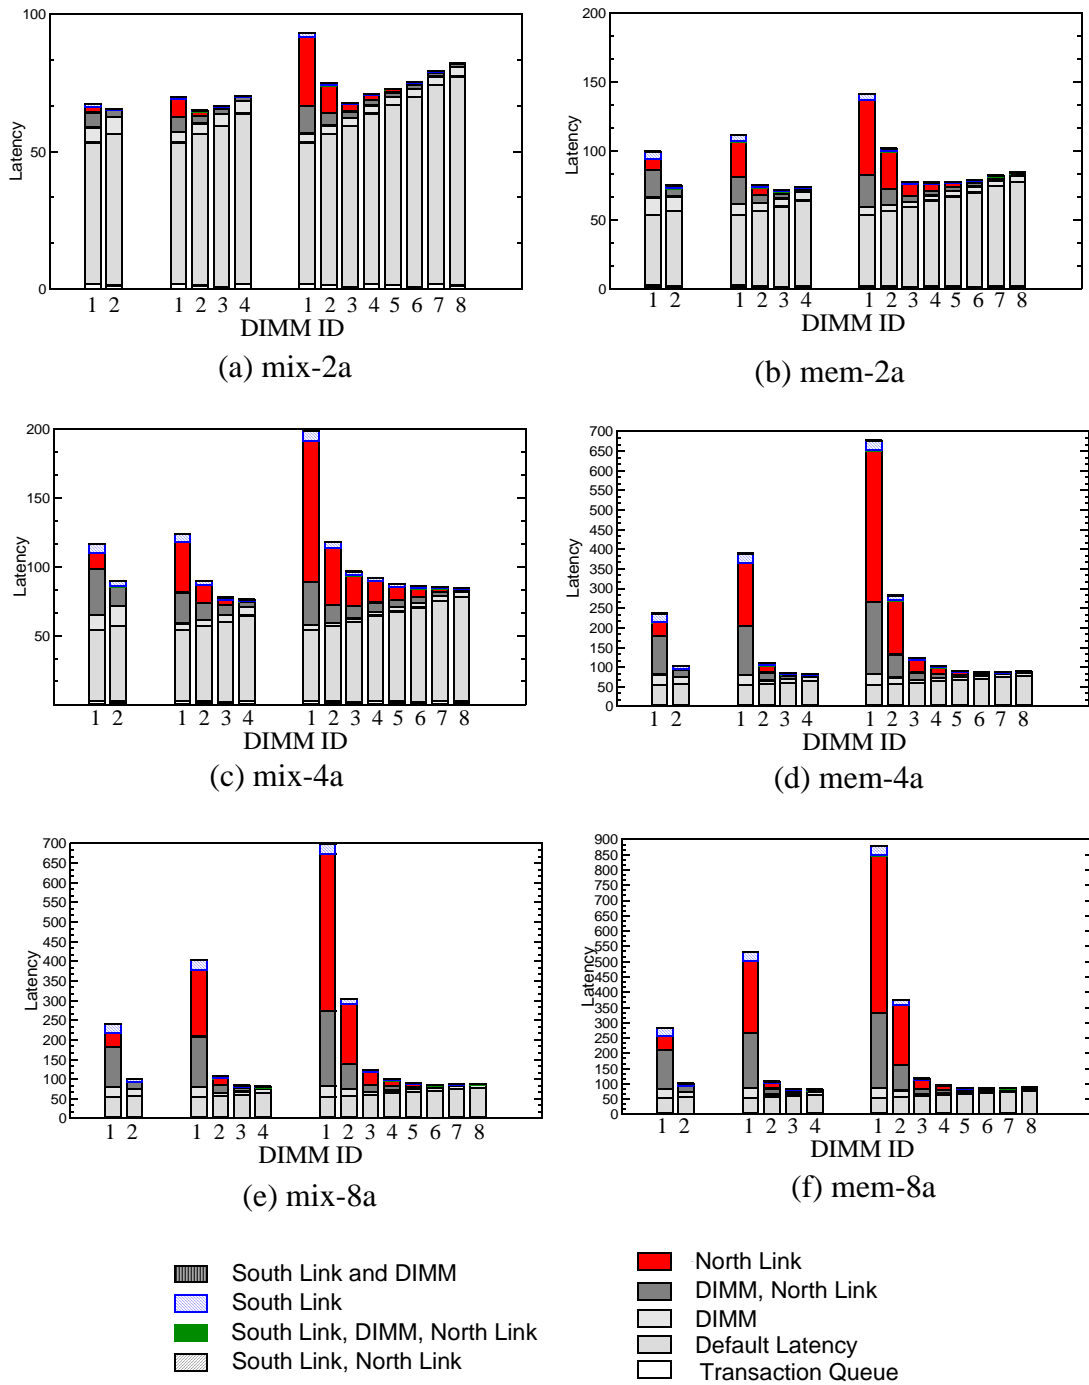 100
50
0
Latency
1 2 1 2 3 4 1 2 3 4 5 6 7 8
DIMM ID
(a) mix-2a
200
150
100
50
0
Latency
1 2 1 2 3 4 1 2 3 4 5 6 7 8
DIMM ID
(b) mem-2a
200
150
100
50
Latency
1 2 1 2 3 4 1 2 3 4 5 6 7 8
DIMM ID
(c) mix-4a
700
650
600
550
500
450
400
350
300
250
200
150
100
50
0
Latency
1 2 1 2 3 4 1 2 3 4 5 6 7 8
DIMM ID
(d) mem-4a
700
650
600
550
500
450
400
350
300
250
200
150
100
50
0
Latency
1 2 1 2 3 4 1 2 3 4 5 6 7 8
DIMM ID
(e) mix-8a
900
850
800
750
700
650
600
550
500
450
400
350
300
250
200
150
100
50
0
Latency
1 2 1 2 3 4 1 2 3 4 5 6 7 8
DIMM ID
(f) mem-8a
South Link and DIMM
South Link
South Link, DIMM, North Link
South Link, North Link
North Link
DIMM, North Link
DIMM
Default Latency
Transaction Queue